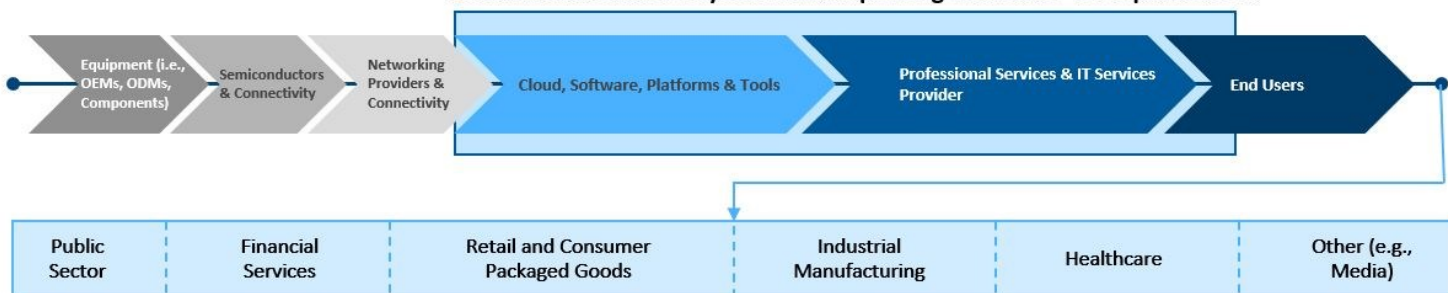 Equipment (i.e.,
OEMs, ODMs,
Components)
Semiconductors
& Connectivity
Networking
Providers &
Connectivity
Cloud, Software, Platforms & Tools
Professional Services & IT Services
Provider
End Users
Public
Sector
Financial
Services
Retail and Consumer
Packaged Goods
Industrial
Manufacturing
Healthcare
Other (e.g.,
Media)